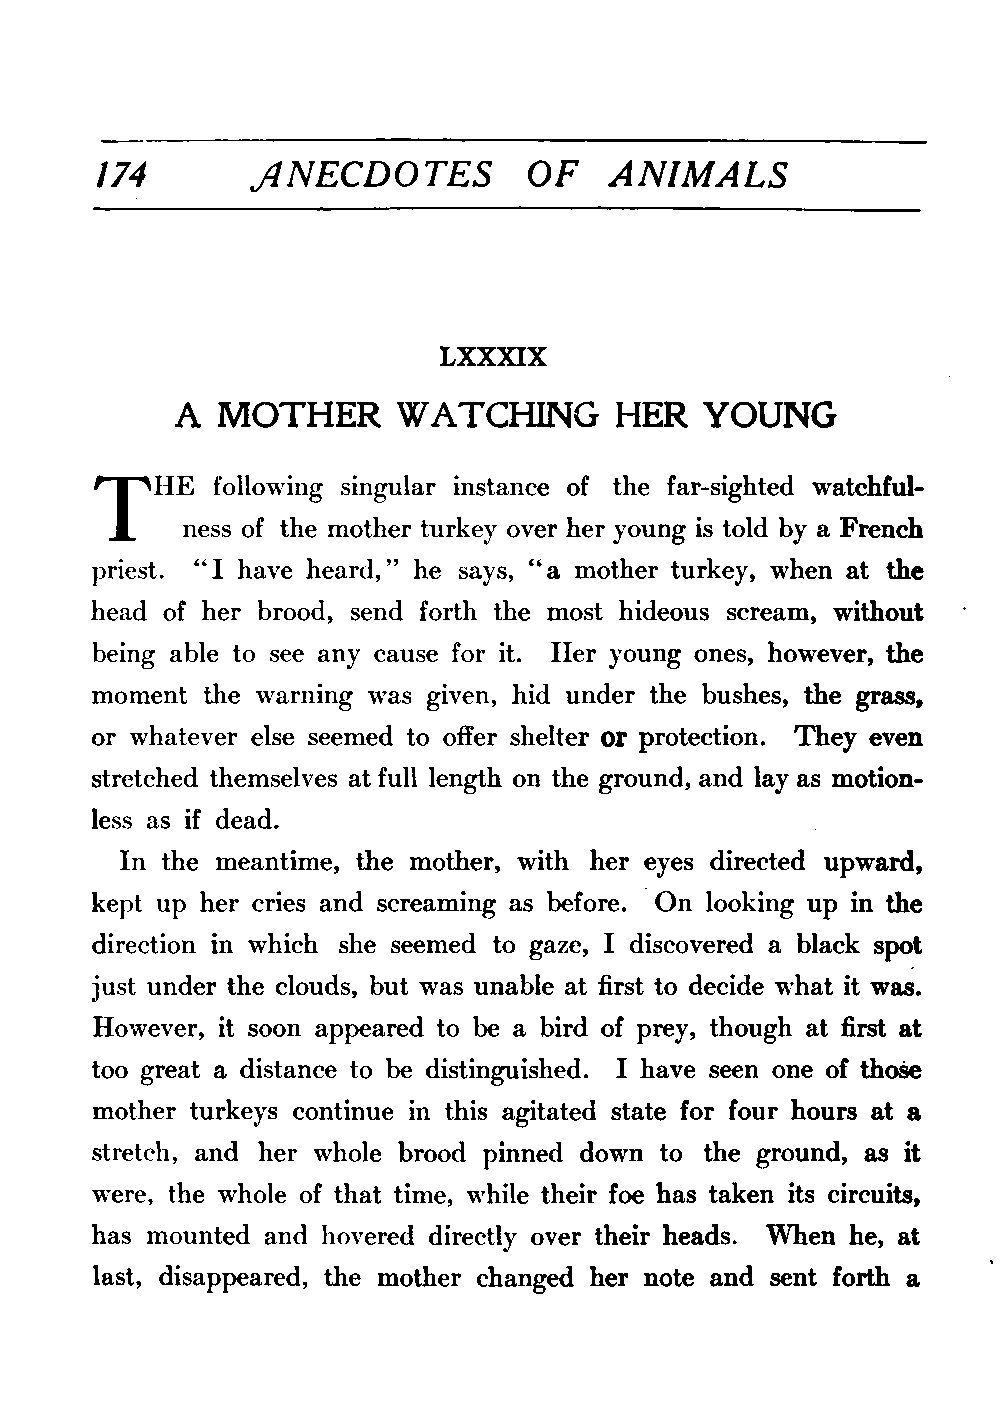 174 ANECDOTES OF ANIMALS
LXXXIX
A MOTHER WATCHING HER YOUNG
THE following singular instance of the far-sighted watchful-
ness of the mother turkey over her young is told by a French
priest. "I have heard," he says, "a mother turkey, when at the
head of her brood, send forth the most hideous scream, without
being able to see any cause for it. Her young ones, however, the
moment the warning was given, hid under the bushes, the grass,
or whatever else seemed to offer shelter or protection. They even
stretched themselves at full length on the ground, and lay as motion-
less as if dead.
In the meantime, the mother, with her eyes directed upward,
kept up her cries and screaming as before. On looking up in the
direction in which she seemed to gaze, I discovered a black spot
just under the clouds, but was unable at first to decide what it was.
However, it soon appeared to be a bird of prey, though at first at
too great a distance to be distinguished. I have seen one of those
mother turkeys continue in this agitated state for four hours at a
stretch, and her whole brood pinned down to the ground, as it
were, the whole of that time, while their foe has taken its circuits,
has mounted and hovered directly over their heads. When he, at
last, disappeared, the mother changed her note and sent forth a